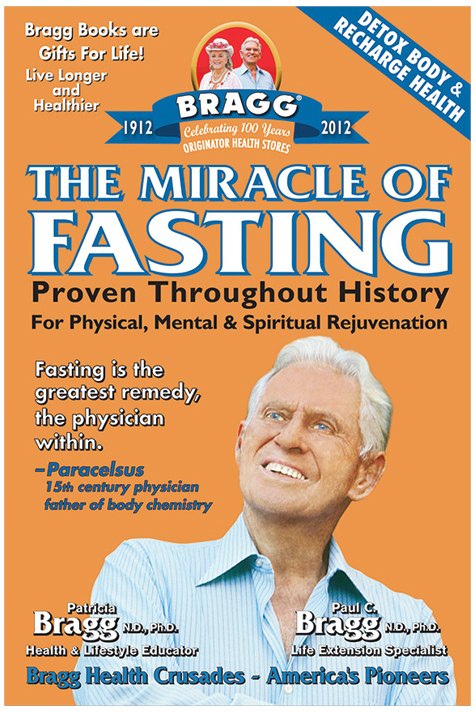 Bragg Books are
Gifts For Life!
Live Longer
and
Healthier
DETOX BODY &
RECHARGE HEALTH
BRAGG®
1912 Celebrating 100 Years 2012
ORIGINATOR HEALTH STORES
THE MIRACLE OF
FASTING
Proven Throughout History
For Physical, Mental & Spiritual Rejuvenation
Fasting is the
greatest remedy,
the physician
within.
–Paracelsus
15th century physician
father of body chemistry
Patricia
Bragg N.D., Ph.D.
Health & Lifestyle Educator
Paul C.
Bragg N.D., Ph.D.
Life Extension Specialist
Bragg Health Crusades - America's Pioneers